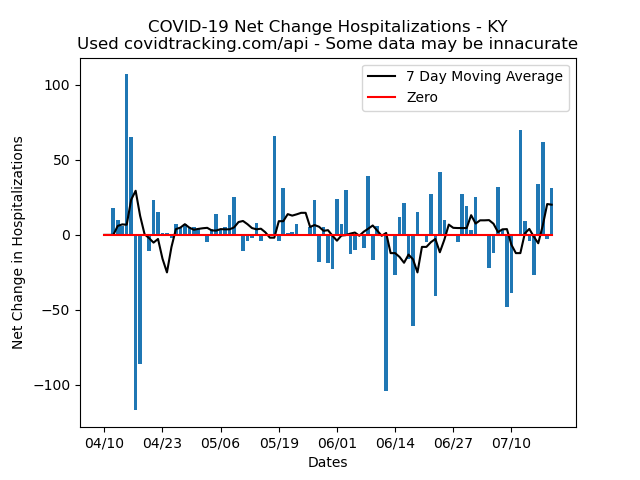 COVID-19 Net Change Hospitalizations - KY
Used covidtracking.com/api - Some data may be innacurate
7 Day Moving Average
Zero
Net Change in Hospitalizations
100
50
0
−50
−100
04/10 04/23 05/06 05/19 06/01 06/14 06/27 07/10
Dates